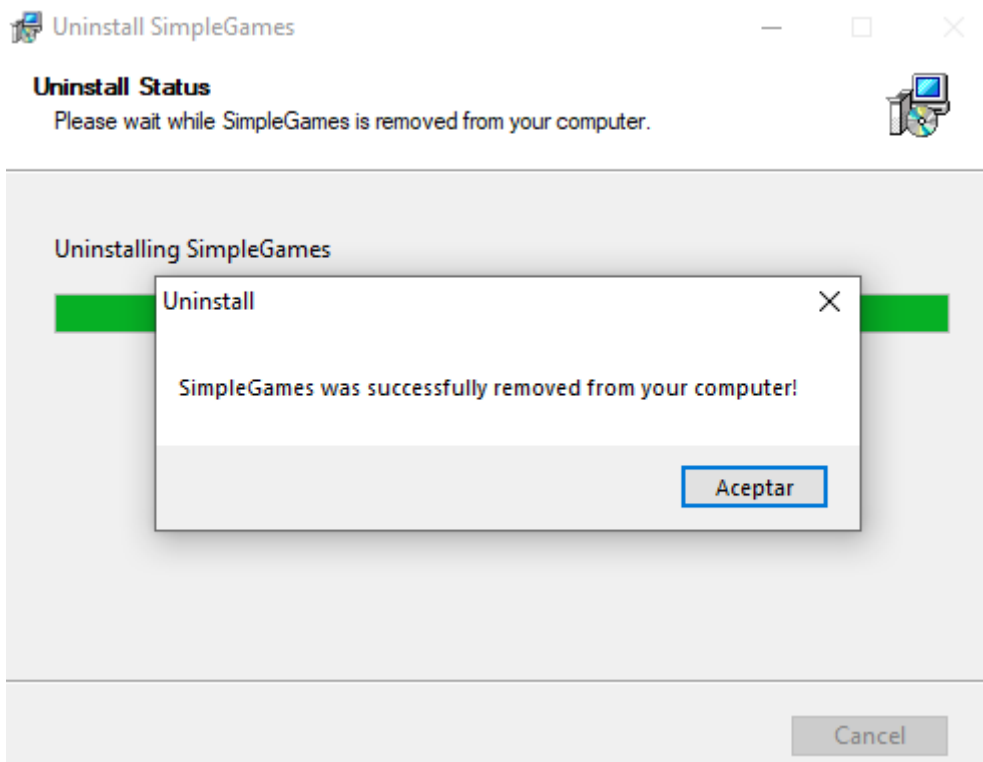 Uninstall SimpleGames
Uninstall Status
Please wait while SimpleGames is removed from your computer.
Uninstalling SimpleGames
Uninstall
SimpleGames was successfully removed from your computer!
Aceptar
Cancel